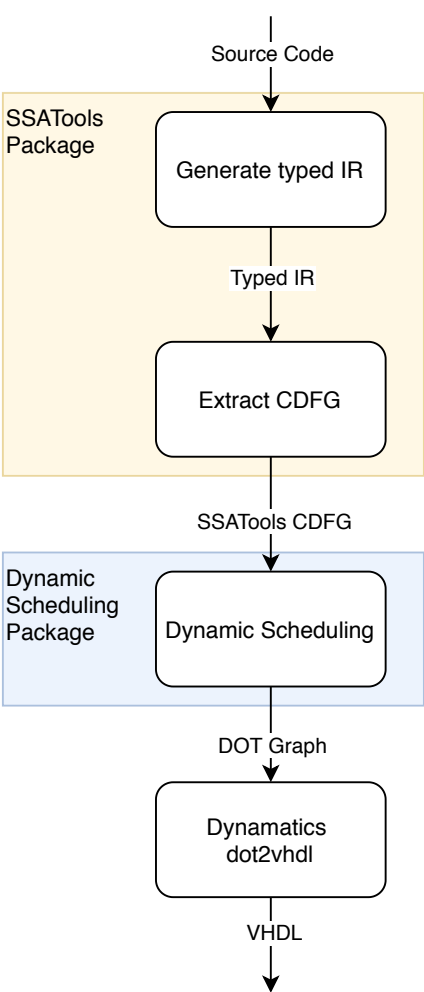 Source Code
SSATools
Package
Generate typed IR
Typed IR
Extract CDFG
SSATools CDFG
Dynamic
Scheduling
Package
Dynamic Scheduling
DOT Graph
Dynamatics
dot2vhdl
VHDL